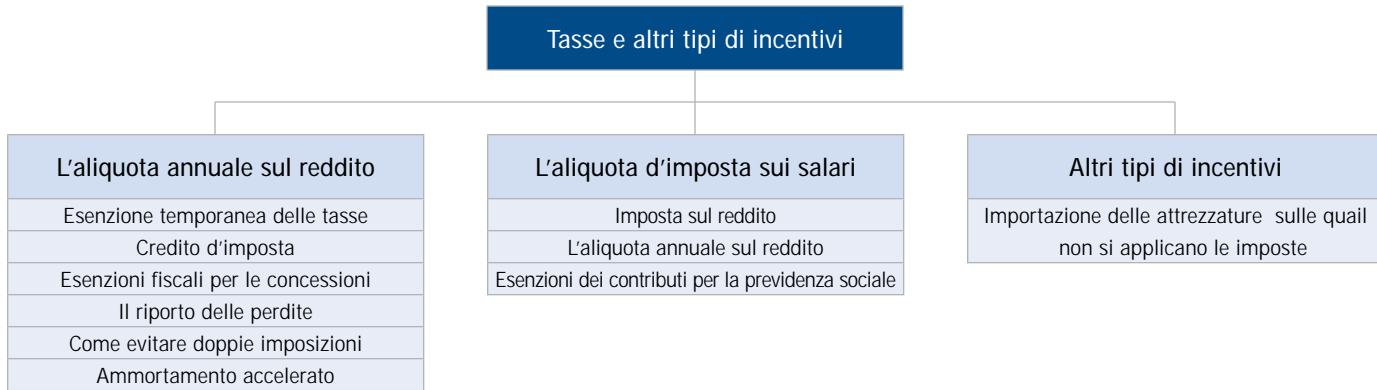 Tasse e altri tipi di incentivi
L'aliquota annuale sul reddito
Esenzione temporanea delle tasse
Credito d'imposta
Esenzioni fiscali per le concessioni
Il riporto delle perdite
Come evitare doppie imposizioni
Ammortamento accelerato
L'aliquota d'imposta sui salari
Imposta sul reddito
L'aliquota annuale sul reddito
Esenzioni dei contributi per la previdenza sociale
Altri tipi di incentivi
Importazione delle attrezzature sulle quail
non si applicano le imposte